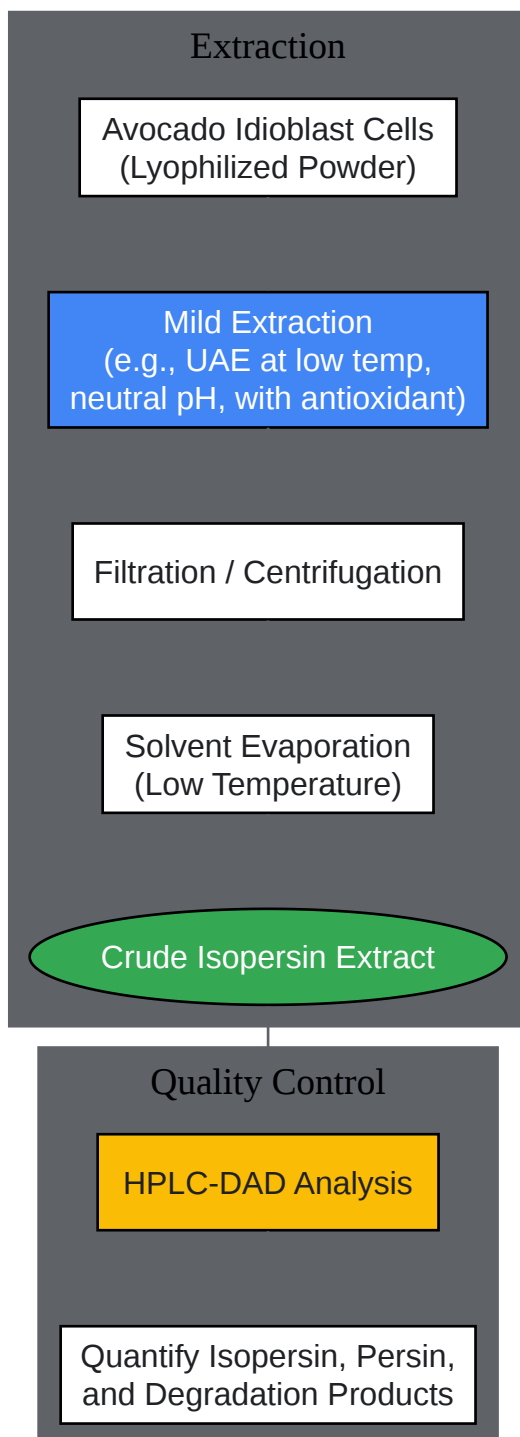 Extraction
Avocado Idioblast Cells
(Lyophilized Powder)
Mild Extraction
(e.g., UAE at low temp,
neutral pH, with antioxidant)
Filtration / Centrifugation
Solvent Evaporation
(Low Temperature)
Crude Isopersin Extract
Quality Control
HPLC-DAD Analysis
Quantify Isopersin, Persin,
and Degradation Products